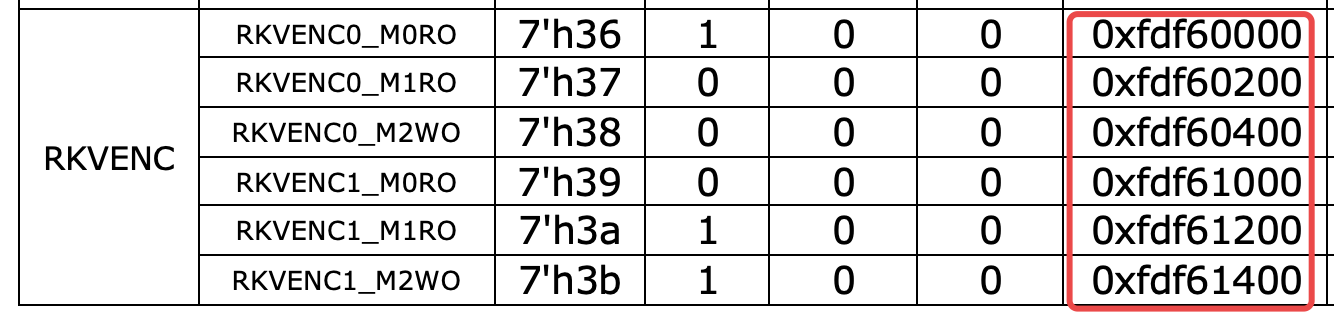 RKVENC
RKVENC0_M0RO 7'h36 1 0 0 0xfdf60000
RKVENC0_M1RO 7'h37 0 0 0 0xfdf60200
RKVENC0_M2WO 7'h38 0 0 0 0xfdf60400
RKVENC1_M0RO 7'h39 0 0 0 0xfdf61000
RKVENC1_M1RO 7'h3a 1 0 0 0xfdf61200
RKVENC1_M2WO 7'h3b 1 0 0 0xfdf61400